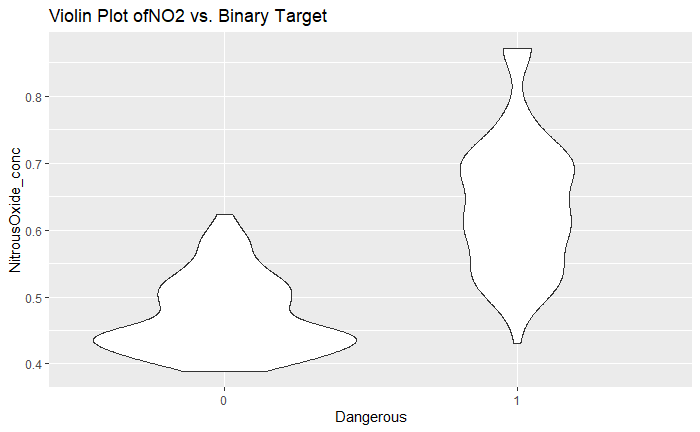 Violin Plot ofNO2 vs. Binary Target
NitrousOxide_conc
0.8
0.7
0.6
0.5
0.4
0
1
Dangerous